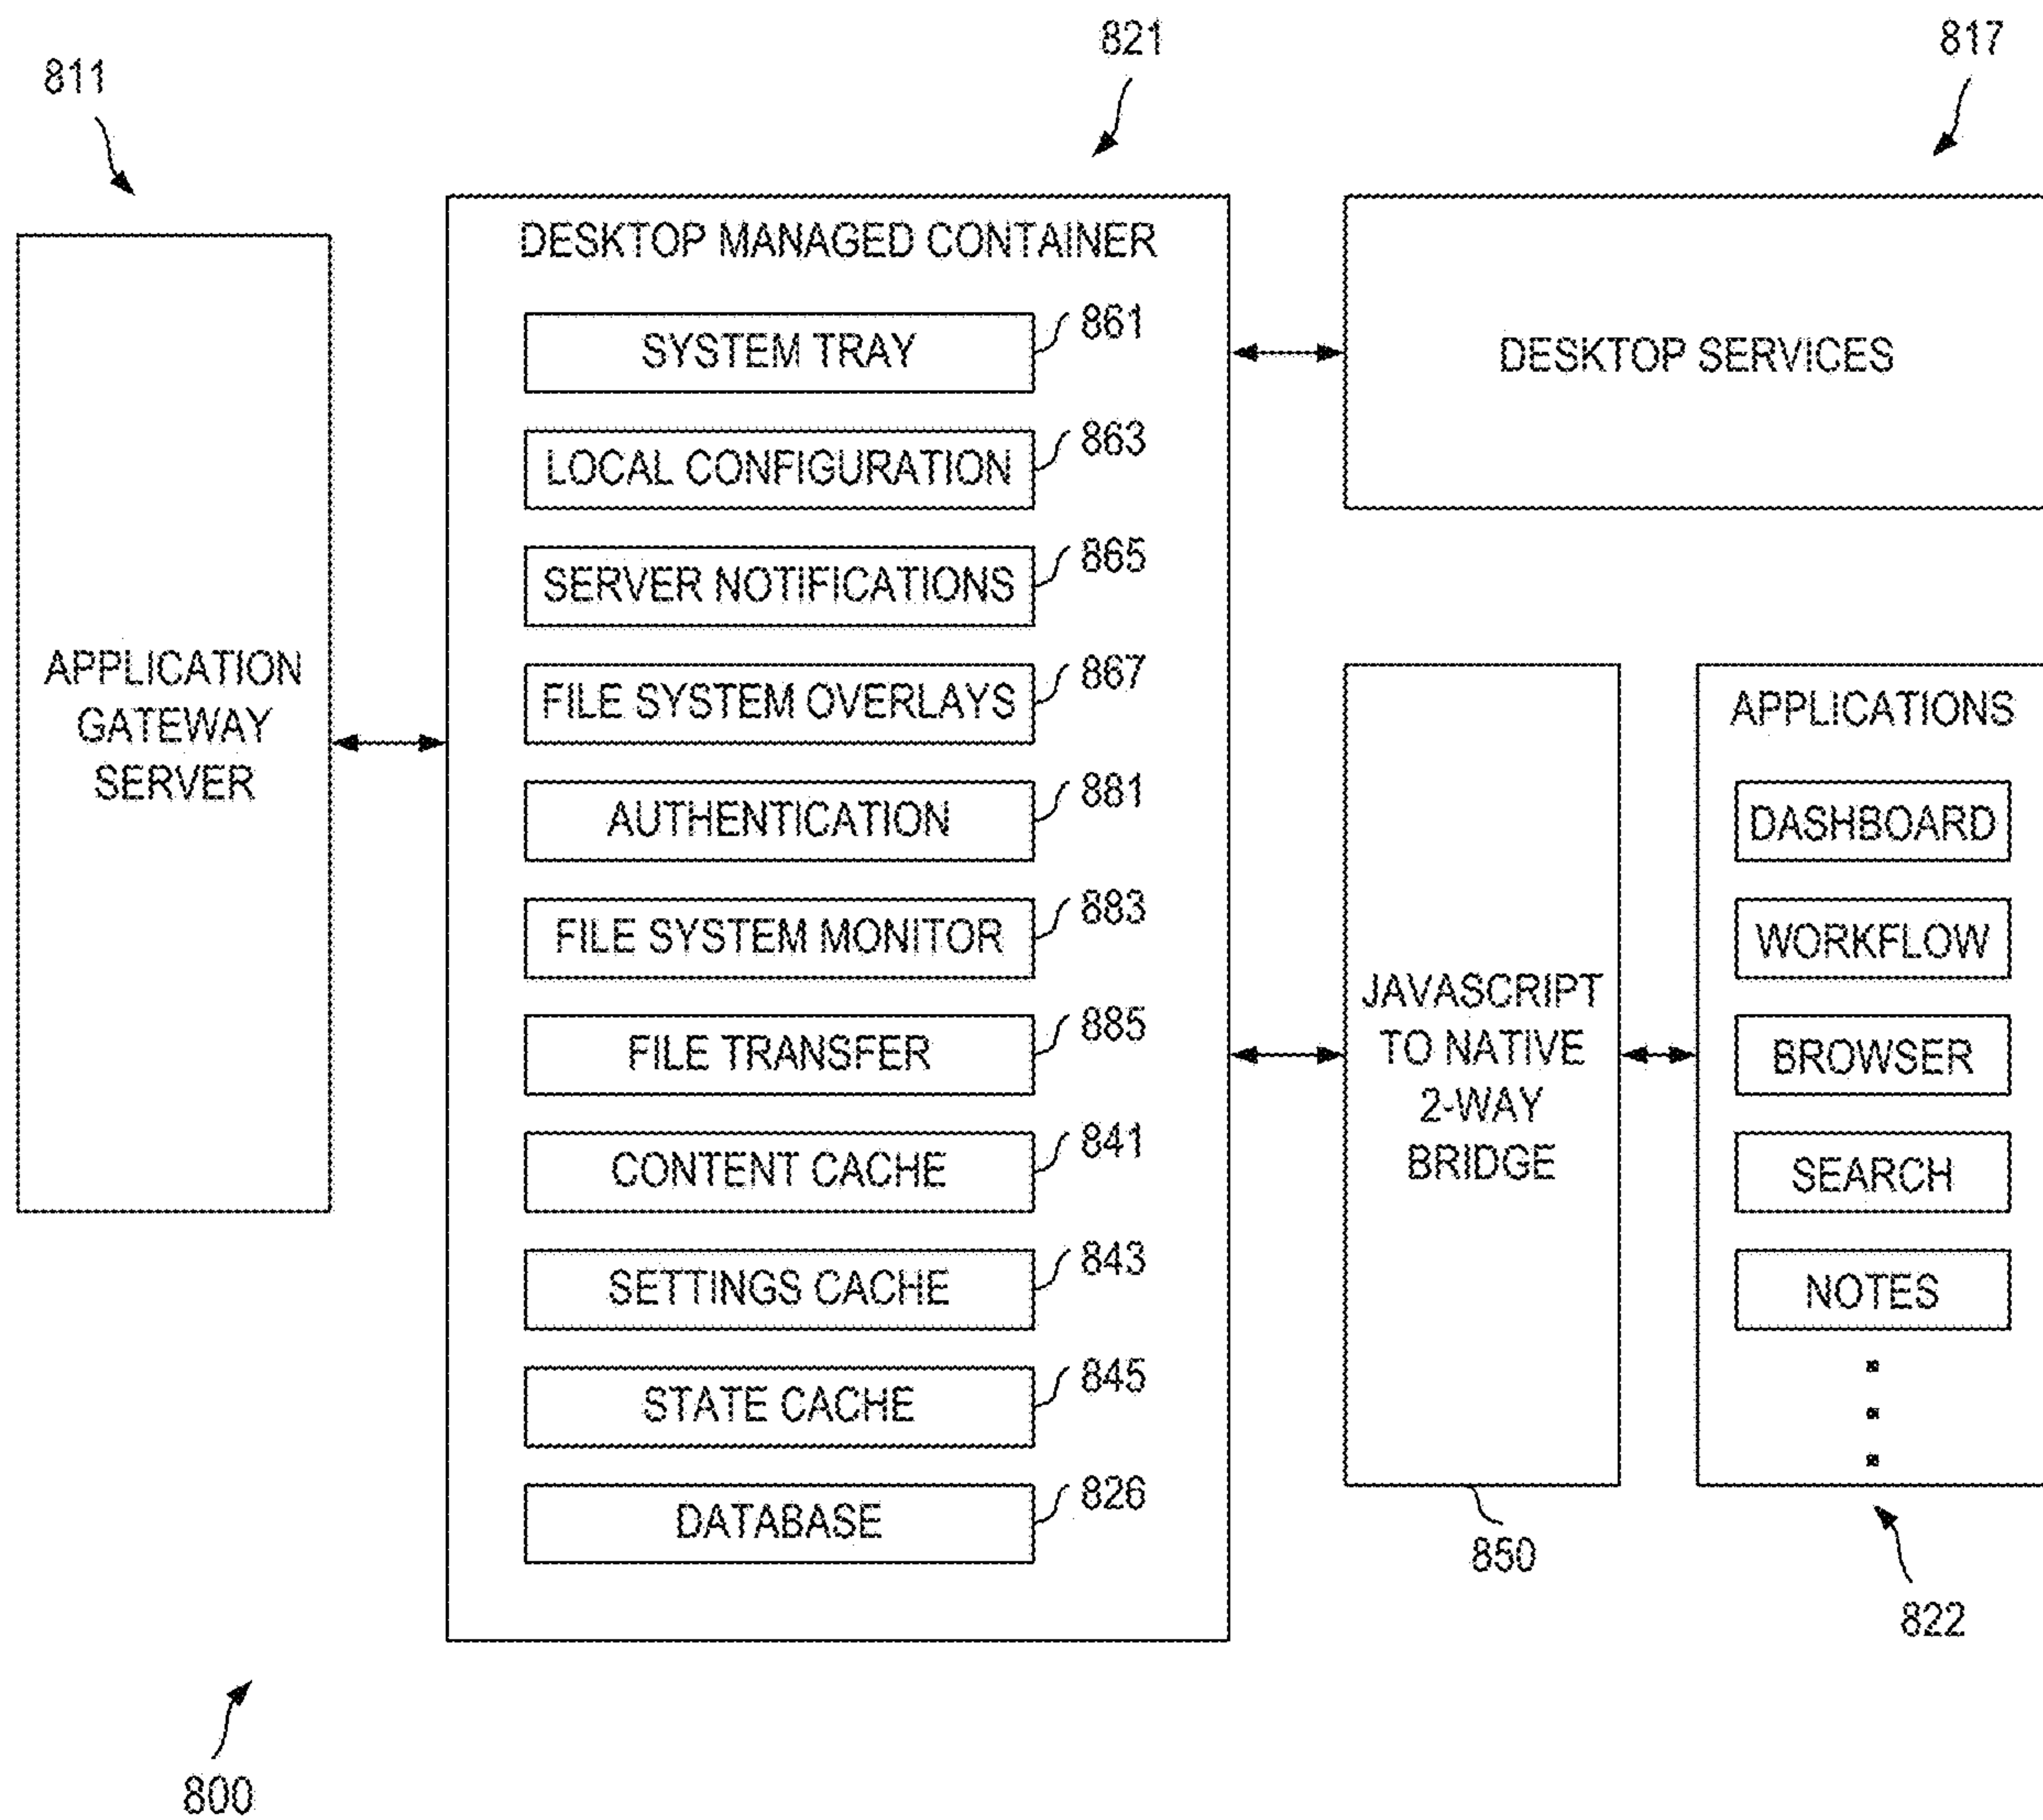 811
821
817
APPLICATION
GATEWAY
SERVER
DESKTOP MANAGED CONTAINER
SYSTEM TRAY
861
LOCAL CONFIGURATION
863
SERVER NOTIFICATIONS
865
FILE SYSTEM OVERLAYS
867
AUTHENTICATION
881
FILE SYSTEM MONITOR
883
FILE TRANSFER
885
CONTENT CACHE
841
SETTINGS CACHE
843
STATE CACHE
845
DATABASE
826
DESKTOP SERVICES
JAVASCRIPT
TO NATIVE
2-WAY
BRIDGE
850
APPLICATIONS
DASHBOARD
WORKFLOW
BROWSER
SEARCH
NOTES
822
800